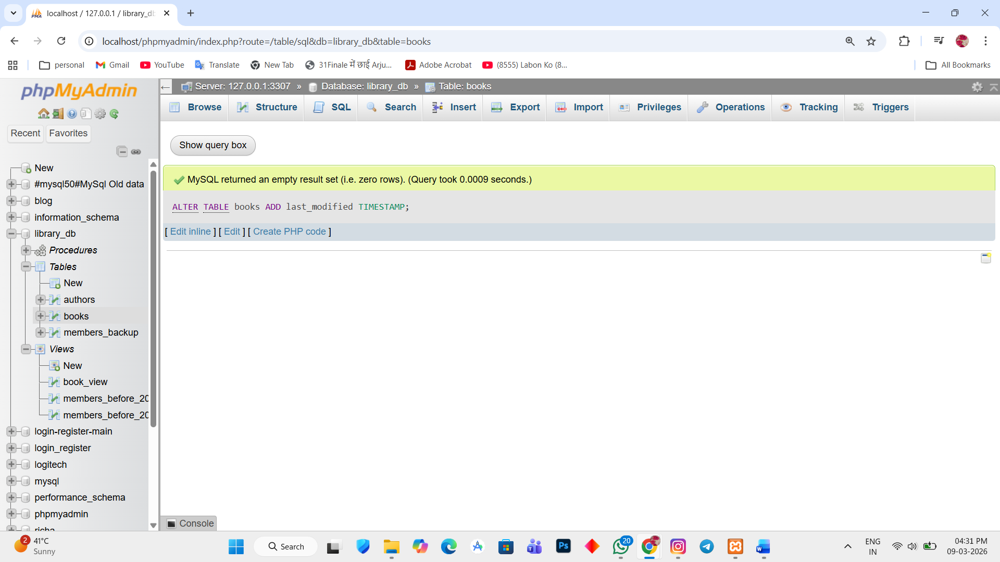 localhost / 127.0.0.1 / library_db
localhost/phpmyadmin/index.php?route=/table/sql&db=library_db&table=books
personal
Gmail
YouTube
Translate
New Tab
31Finale में छाई Arju...
Adobe Acrobat
(8555) Labon Ko (8...
All Bookmarks
phpMyAdmin
Recent
Favorites
New
#mysql50#MySql Old data
blog
information_schema
library_db
Procedures
Tables
New
authors
books
members_backup
Views
New
book_view
members_before_20
members_before_20
login-register-main
login_register
logitech
mysql
performance_schema
phpmyadmin
richa
Server: 127.0.0.1:3307 » Database: library_db » Table: books
Browse
Structure
SQL
Search
Insert
Export
Import
Privileges
Operations
Tracking
Triggers
Show query box
MySQL returned an empty result set (i.e. zero rows). (Query took 0.0009 seconds.)
ALTER TABLE books ADD last_modified TIMESTAMP;
[ Edit inline ] [ Edit ] [ Create PHP code ]
Console
2
41°C
Sunny
Search
Ps
20
ENG
IN
04:31 PM
09-03-2026